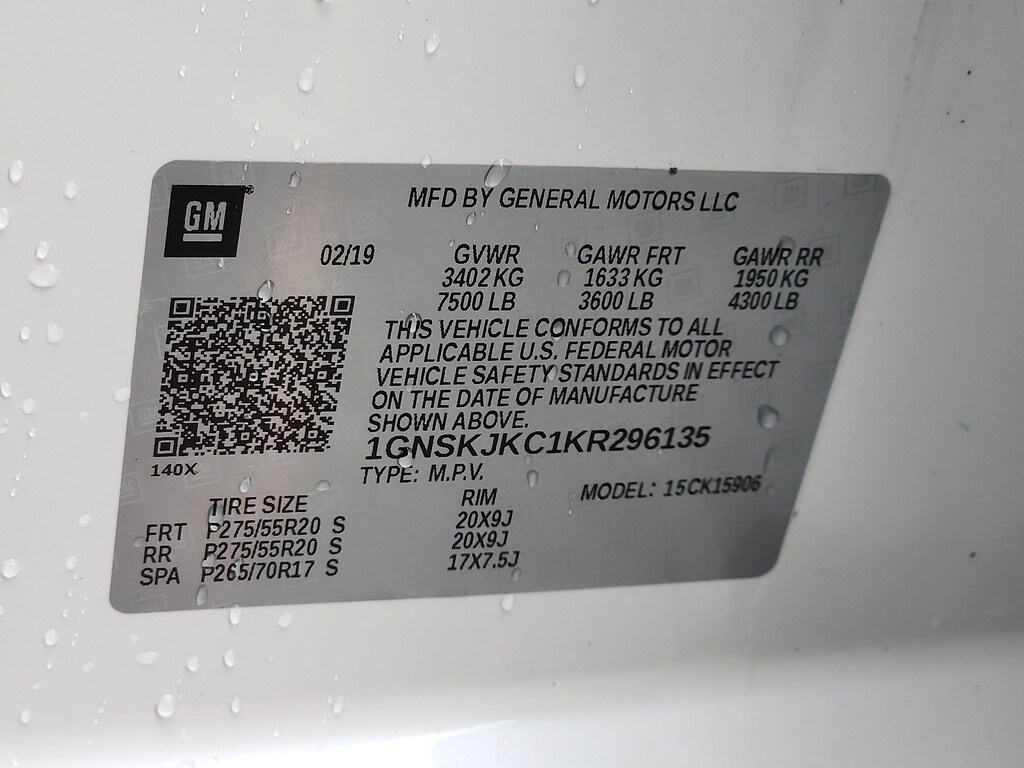 GM
MFD BY GENERAL MOTORS LLC
02/19 GVWR GAWR FRT GAWR RR
3402 KG 1633 KG 1950 KG
7500 LB 3600 LB 4300 LB
THIS VEHICLE CONFORMS TO ALL
APPLICABLE U.S. FEDERAL MOTOR
VEHICLE SAFETY STANDARDS IN EFFECT
ON THE DATE OF MANUFACTURE
SHOWN ABOVE.
1GNSKJKC1KR296135
140X
TYPE: M.P.V. MODEL: 15CK15906
TIRE SIZE RIM
FRT P275/55R20 S 20X9J
RR P275/55R20 S 20X9J
SPA P265/70R17 S 17X7.5J